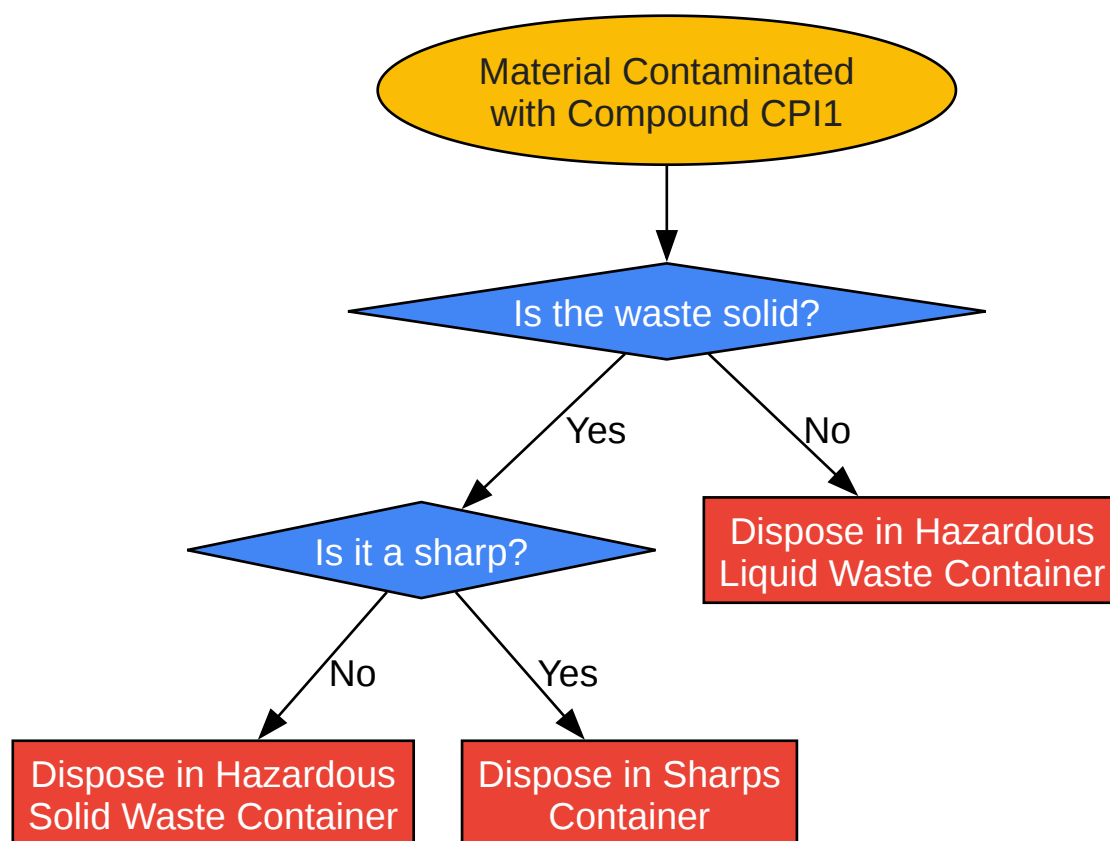 Material Contaminated
with Compound CPI1
Is the waste solid?
Yes
No
Is it a sharp?
Dispose in Hazardous
Liquid Waste Container
No
Yes
Dispose in Hazardous
Solid Waste Container
Dispose in Sharps
Container